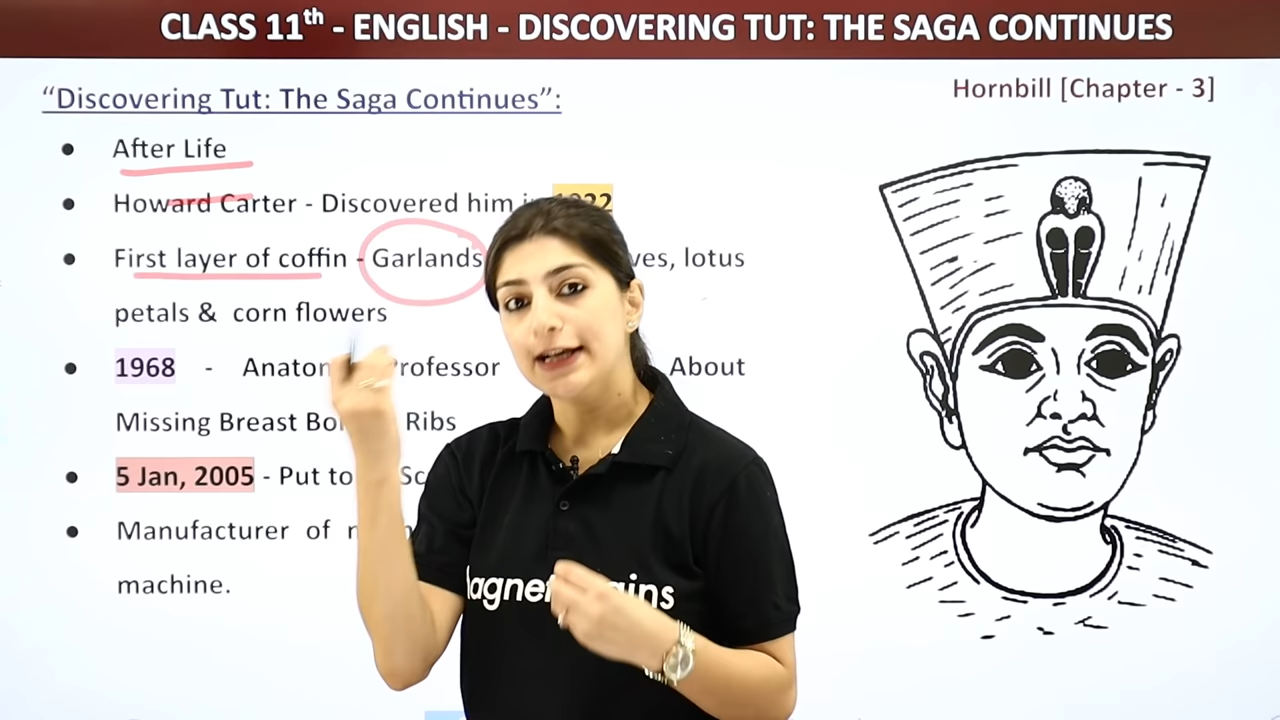 CLASS 11th - ENGLISH - DISCOVERING TUT: THE SAGA CONTINUES
Hornbill [Chapter - 3]
“Discovering Tut: The Saga Continues”:
• After Life
• Howard Carter - Discovered him
• First layer of coffin - Garlands lotus
petals & corn flowers
• 1968 - About
Missing Breast Ribs
• 5 Jan, 2005 - Put to
• Manufacturer of
machine.